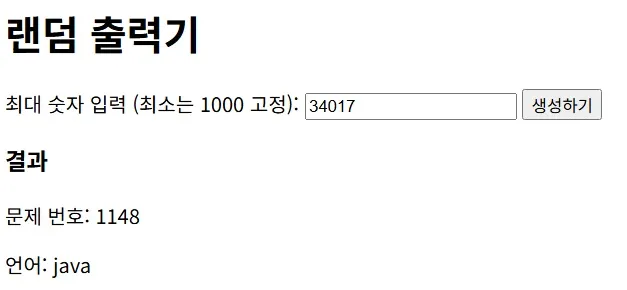 랜덤 출력기
최대 숫자 입력 (최소는 1000 고정): 34017 생성하기
결과
문제 번호: 1148
언어: java